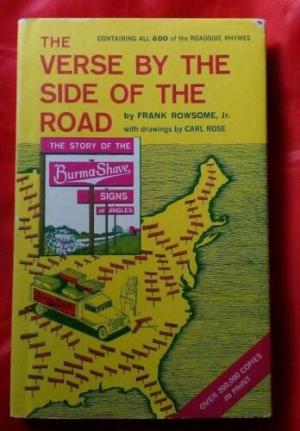 CONTAINING ALL 600 of the ROADSIDE RHYMES
THE
VERSE BY THE
SIDE OF THE
ROAD
by FRANK ROWSOME, Jr.
with drawings by CARL ROSE
THE STORY OF THE
Burma-Shave
SIGNS
AND JINGLES
OVER 200,000 COPIES
IN PRINT